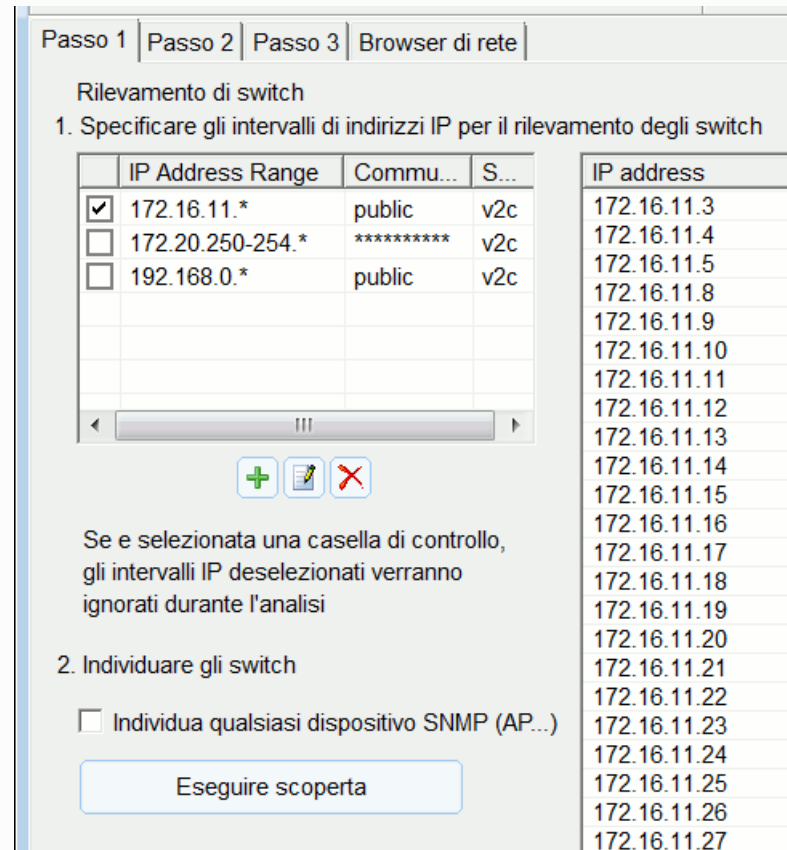 Passo 1 Passo 2 Passo 3 Browser di rete
Rilevamento di switch
1. Specificare gli intervalli di indirizzi IP per il rilevamento degli switch
IP Address Range Commu... S...
172.16.11.* public v2c
172.20.250-254.* ********** v2c
192.168.0.* public v2c
Se e selezionata una casella di controllo,
gli intervalli IP deselezionati verranno
ignorati durante l'analisi
2. Individuare gli switch
Individua qualsiasi dispositivo SNMP (AP...)
Eseguire scoperta
IP address
172.16.11.3
172.16.11.4
172.16.11.5
172.16.11.8
172.16.11.9
172.16.11.10
172.16.11.11
172.16.11.12
172.16.11.13
172.16.11.14
172.16.11.15
172.16.11.16
172.16.11.17
172.16.11.18
172.16.11.19
172.16.11.20
172.16.11.21
172.16.11.22
172.16.11.23
172.16.11.24
172.16.11.25
172.16.11.26
172.16.11.27